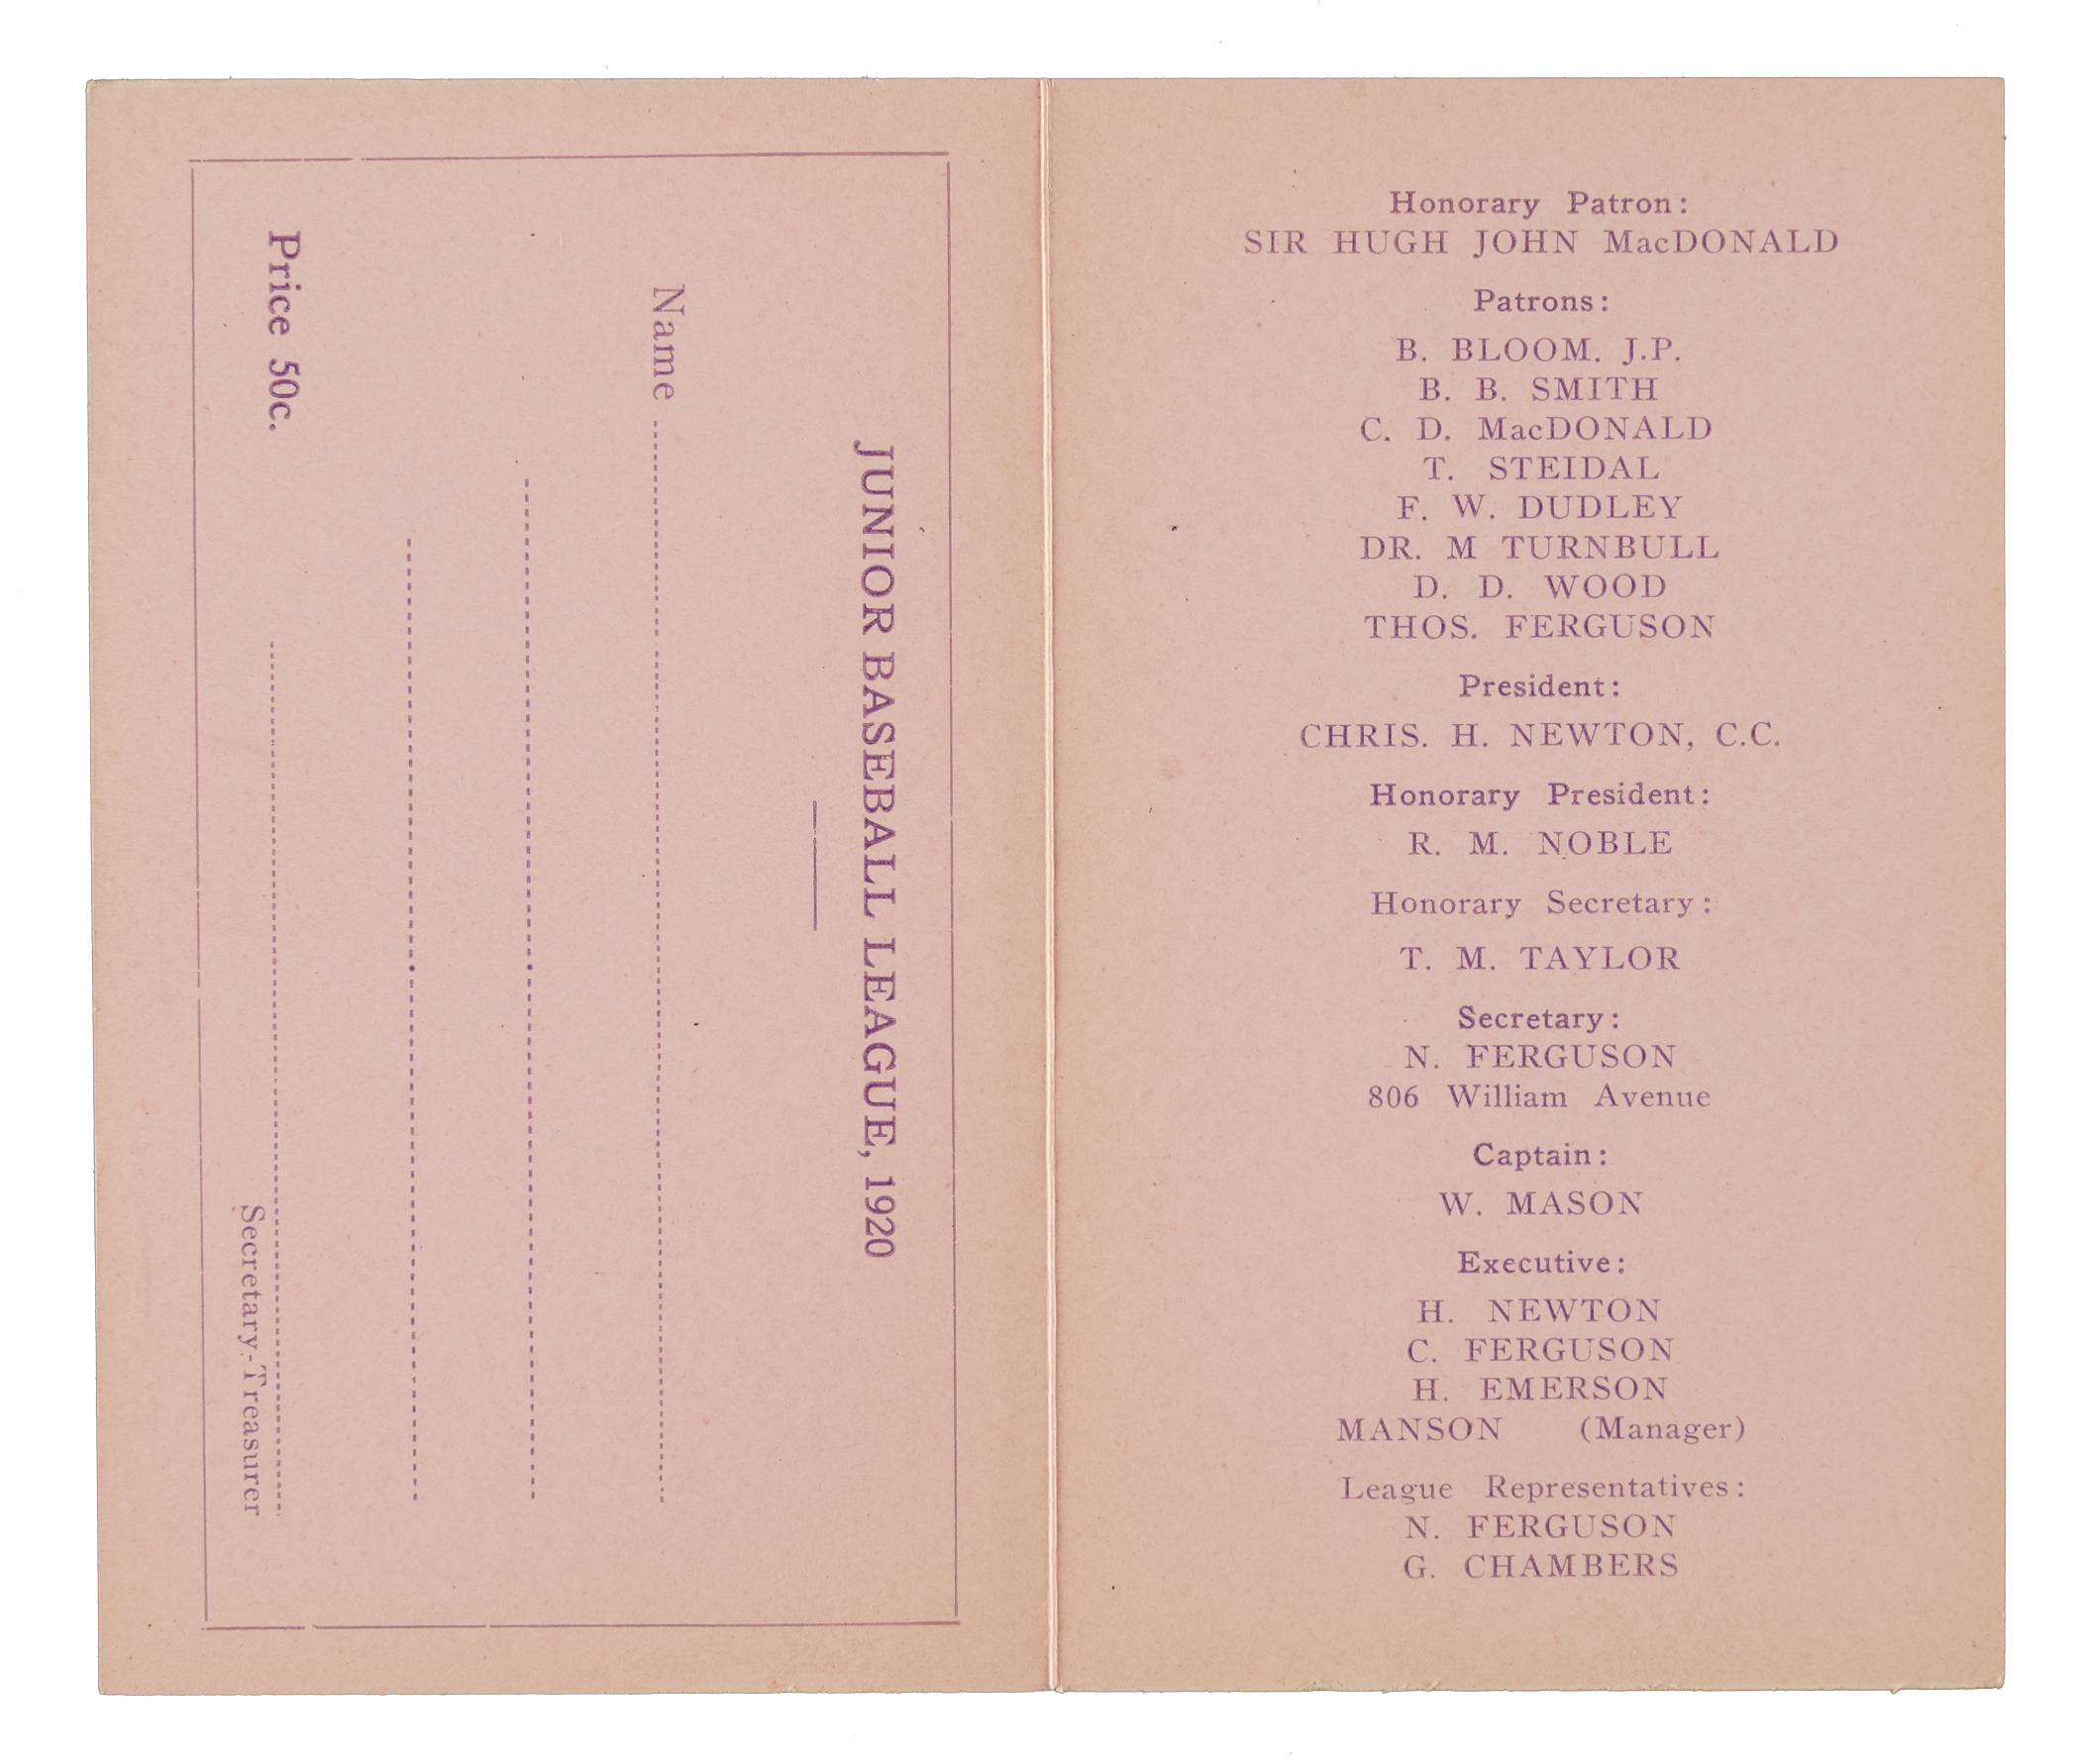 JUNIOR BASEBALL LEAGUE, 1920
Name
Price 50c.
Secretary-Treasurer
Honorary Patron:
SIR HUGH JOHN MacDONALD
Patrons:
B. BLOOM. J.P.
B. B. SMITH
C. D. MacDONALD
T. STEIDAL
F. W. DUDLEY
DR. M TURNBULL
D. D. WOOD
THOS. FERGUSON
President:
CHRIS. H. NEWTON, C.C.
Honorary President:
R. M. NOBLE
Honorary Secretary:
T. M. TAYLOR
Secretary:
N. FERGUSON
806 William Avenue
Captain:
W. MASON
Executive:
H. NEWTON
C. FERGUSON
H. EMERSON
MANSON (Manager)
League Representatives:
N. FERGUSON
G. CHAMBERS